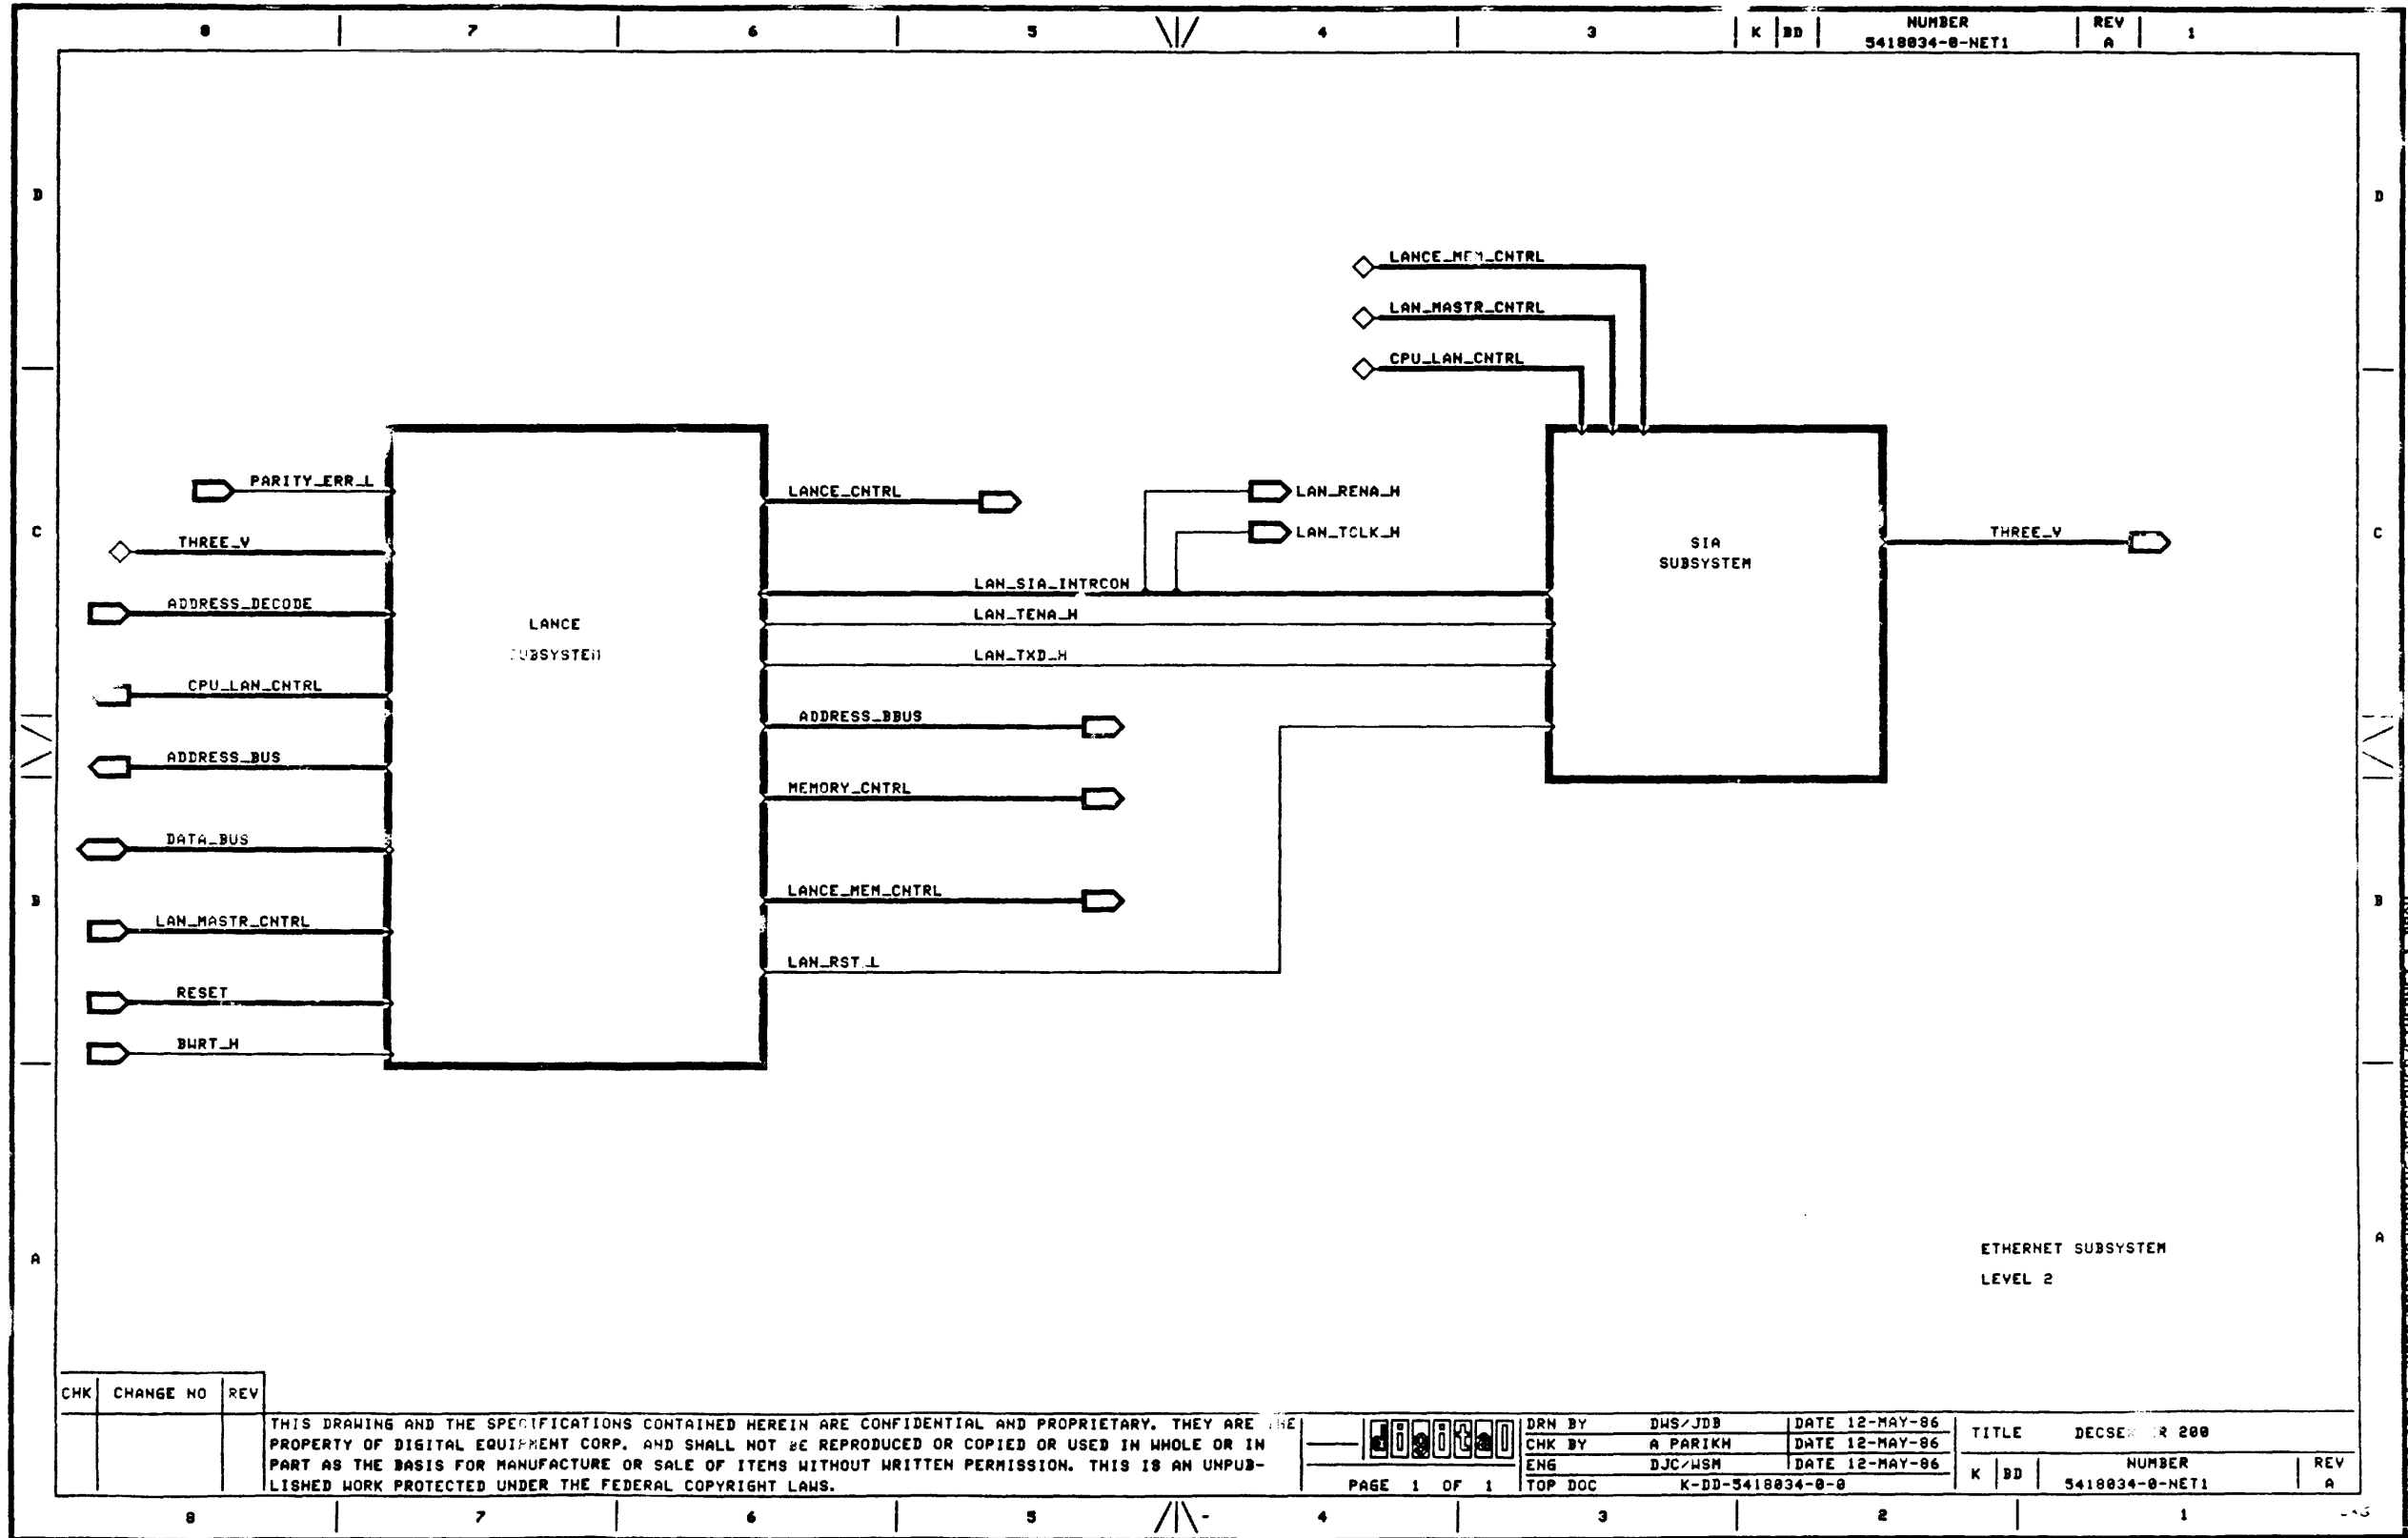 8 7 6 5 4 3 K BD NUMBER REV 1
5418034-0-NET1 A
D D
LANCE_MEM_CNTRL
LAN_MASTR_CNTRL
CPU_LAN_CNTRL
PARITY_ERR_L
LANCE_CNTRL
LAN_RENA_H
C THREE_V
LAN_TCLK_H
SIA
SUBSYSTEM
THREE_V C
LAN_SIA_INTRCON
ADDRESS_DECODE
LAN_TENA_H
LANCE
SUBSYSTEM
LAN_TXD_H
CPU_LAN_CNTRL
ADDRESS_BBUS
ADDRESS_BUS
MEMORY_CNTRL
DATA_BUS
B LANCE_MEM_CNTRL B
LAN_MASTR_CNTRL
LAN_RST_L
RESET
BWRT_H
A A
ETHERNET SUBSYSTEM
LEVEL 2
CHK CHANGE NO REV
THIS DRAWING AND THE SPECIFICATIONS CONTAINED HEREIN ARE CONFIDENTIAL AND PROPRIETARY. THEY ARE THE
PROPERTY OF DIGITAL EQUIPMENT CORP. AND SHALL NOT BE REPRODUCED OR COPIED OR USED IN WHOLE OR IN
PART AS THE BASIS FOR MANUFACTURE OR SALE OF ITEMS WITHOUT WRITTEN PERMISSION. THIS IS AN UNPUB-
LISHED WORK PROTECTED UNDER THE FEDERAL COPYRIGHT LAWS.
digital
PAGE 1 OF 1
DRN BY DWS/JDB DATE 12-MAY-86
CHK BY A PARIKH DATE 12-MAY-86
ENG DJC/WSM DATE 12-MAY-86
TOP DOC K-DD-5418034-0-0
TITLE 200
K BD NUMBER REV
5418034-0-NET1 A
8 7 6 5 4 3 2 1